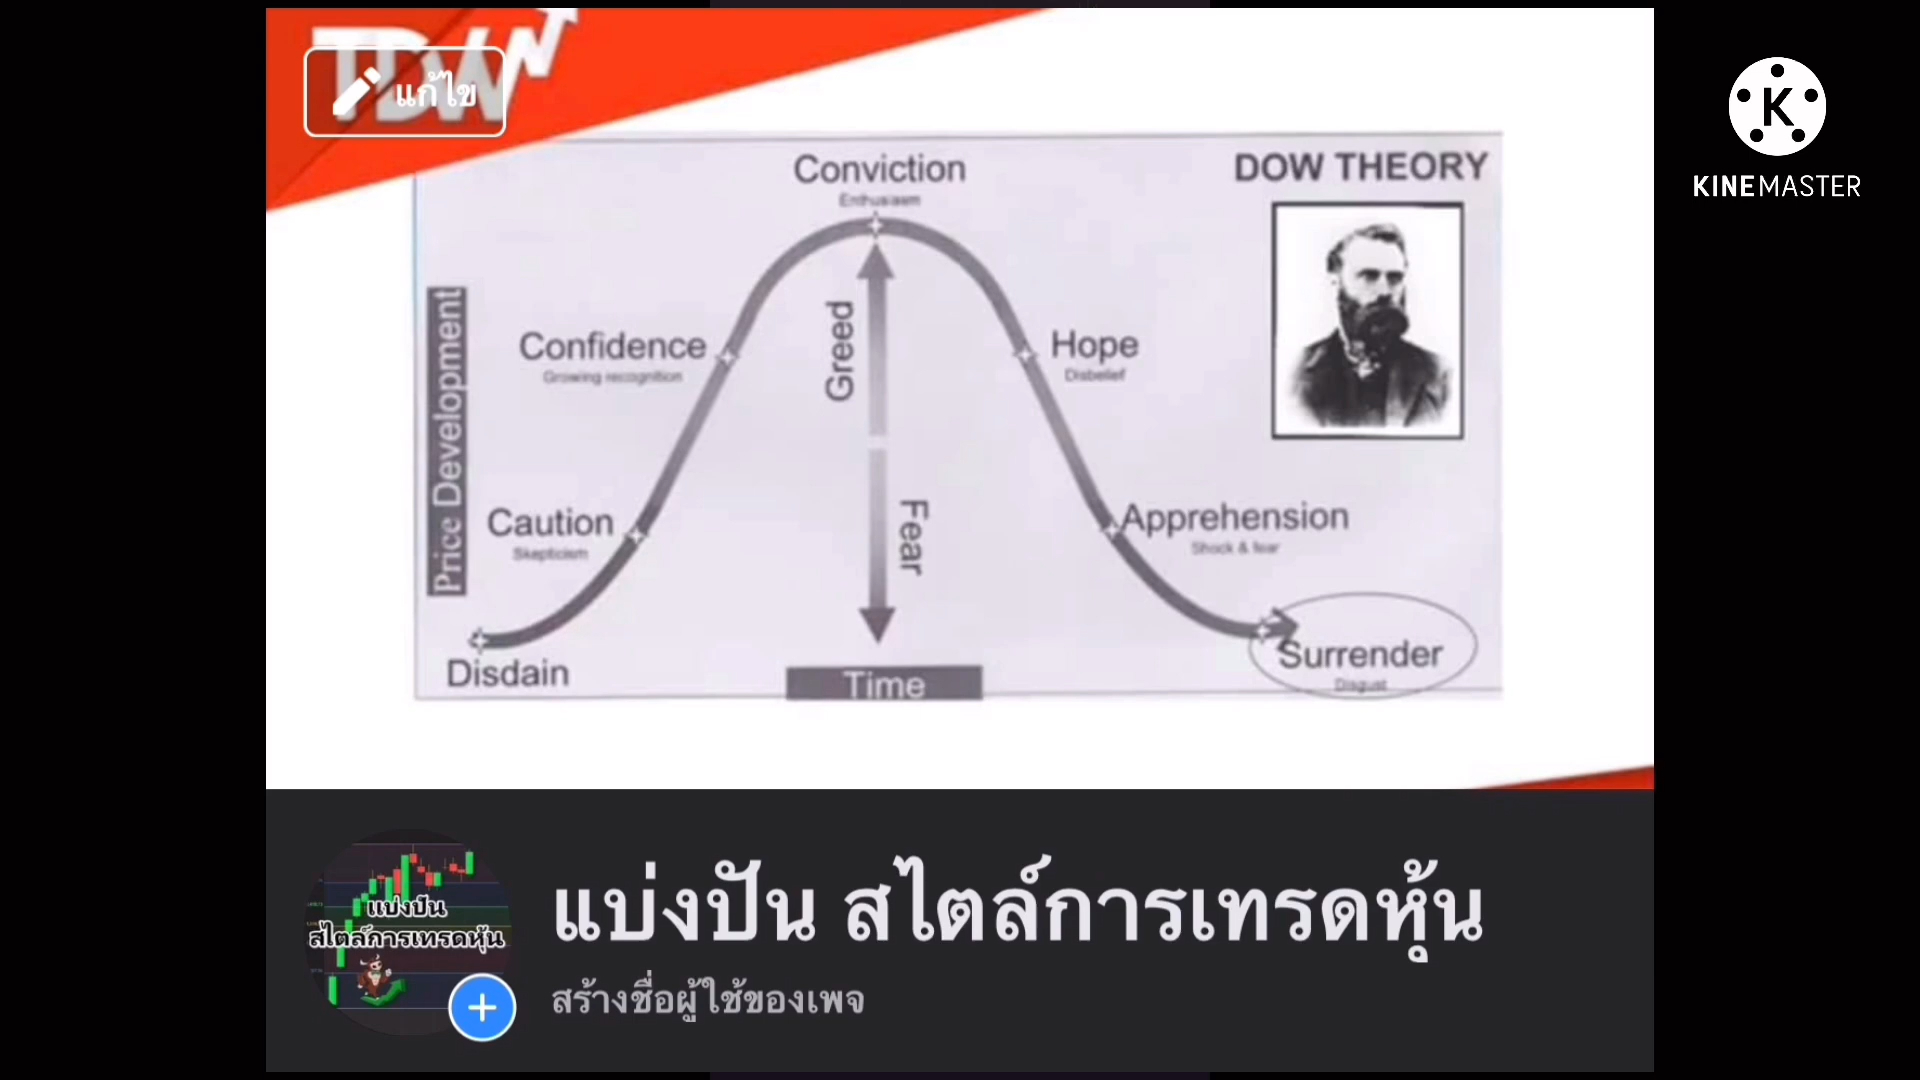 TDW
แก้ไข
KINEMASTER
DOW THEORY
Conviction
Enthusiasm
Confidence
Growing recognition
Greed
Hope
Disbelief
Price Development
Caution
Skepticism
Fear
Apprehension
Shock & fear
Disdain
Time
Surrender
Disgust
แบ่งปัน
สไตล์การเทรดหุ้น
แบ่งปัน สไตล์การเทรดหุ้น
สร้างชื่อผู้ใช้ของเพจ